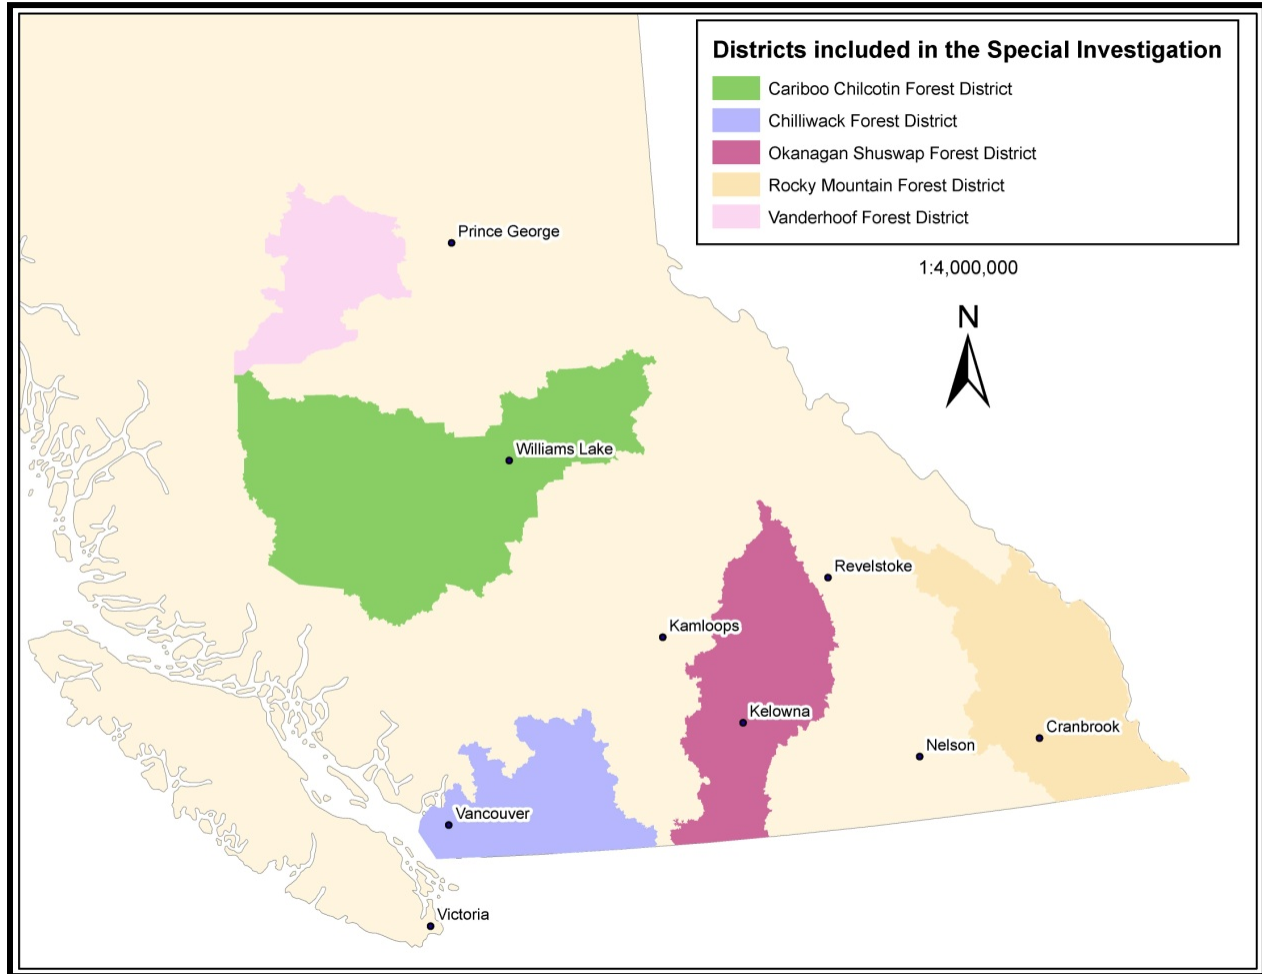 Districts included in the Special Investigation
Cariboo Chilcotin Forest District
Chilliwack Forest District
Okanagan Shuswap Forest District
Rocky Mountain Forest District
Vanderhoof Forest District
1:4,000,000
N
Prince George
Williams Lake
Revelstoke
Kamloops
Kelowna
Cranbrook
Nelson
Vancouver
Victoria